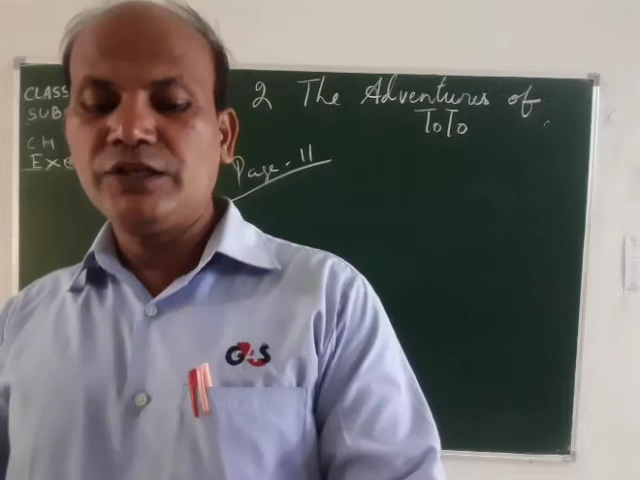 CLASS
SUB
2 The Adventures of
ToTo
CH
Exe
Page-11
G4S